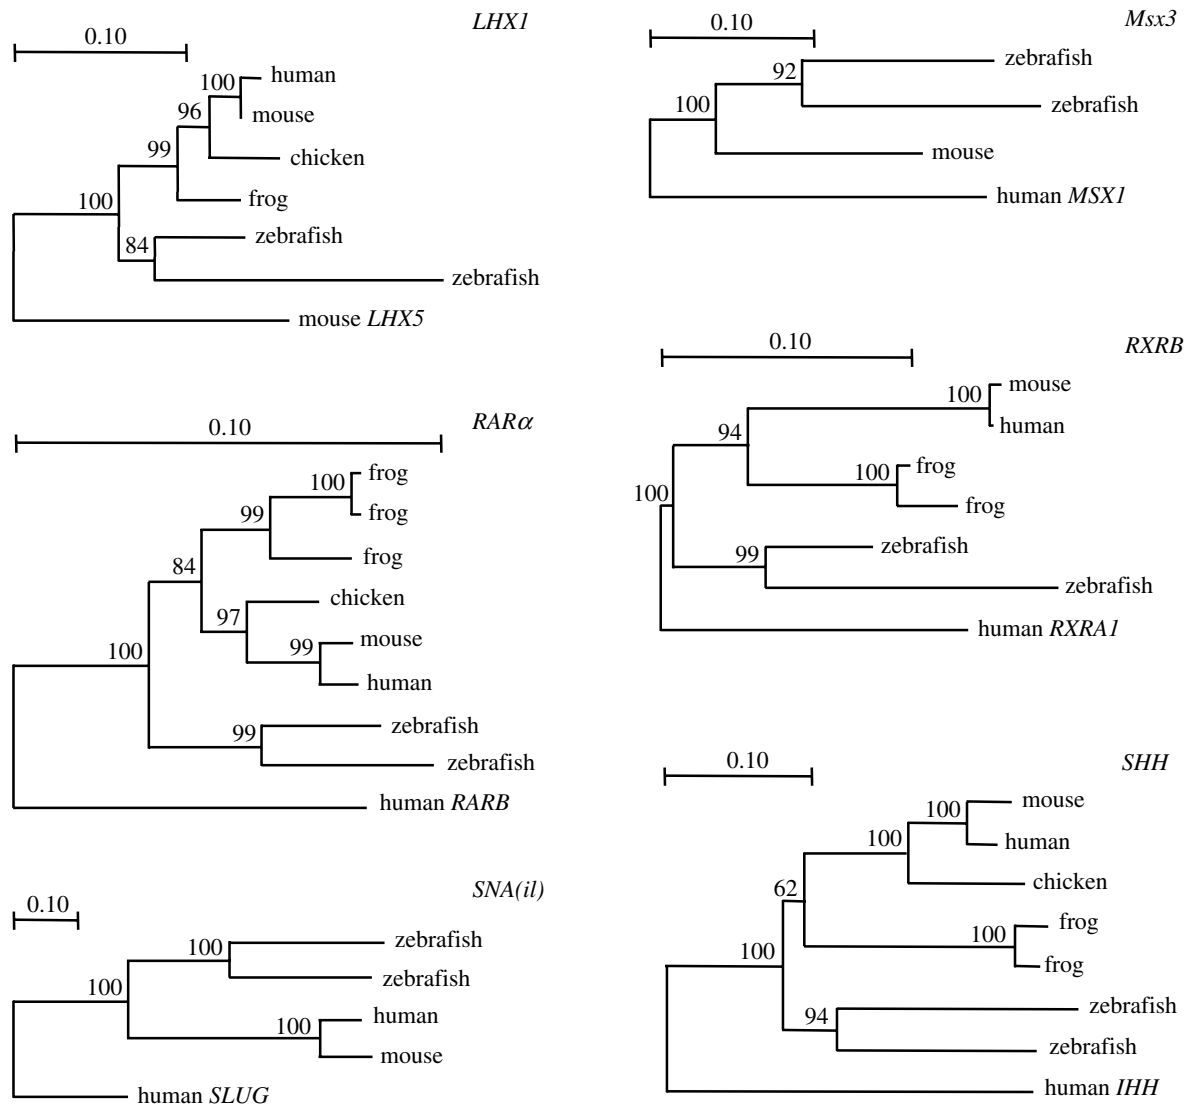 LHX1
0.10
100 human
96 mouse
99 chicken
100 frog
84 zebrafish
zebrafish
mouse LHX5
RARα
0.10
100 frog
99 frog
frog
84 chicken
97 mouse
99
100 human
99 zebrafish
zebrafish
human RARB
SNA(il)
0.10
100 zebrafish
zebrafish
100 human
100
mouse
human SLUG
Msx3
0.10
92 zebrafish
100 zebrafish
mouse
human MSX1
RXRB
0.10
100 mouse
94 human
100 frog
100 frog
99 zebrafish
zebrafish
human RXRA1
SHH
0.10
100 mouse
100 human
62 chicken
100 frog
100 frog
94 zebrafish
zebrafish
human IHH